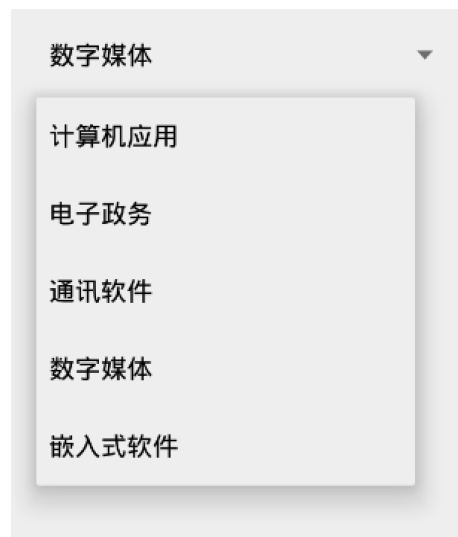 数字媒体
计算机应用
电子政务
通讯软件
数字媒体
嵌入式软件